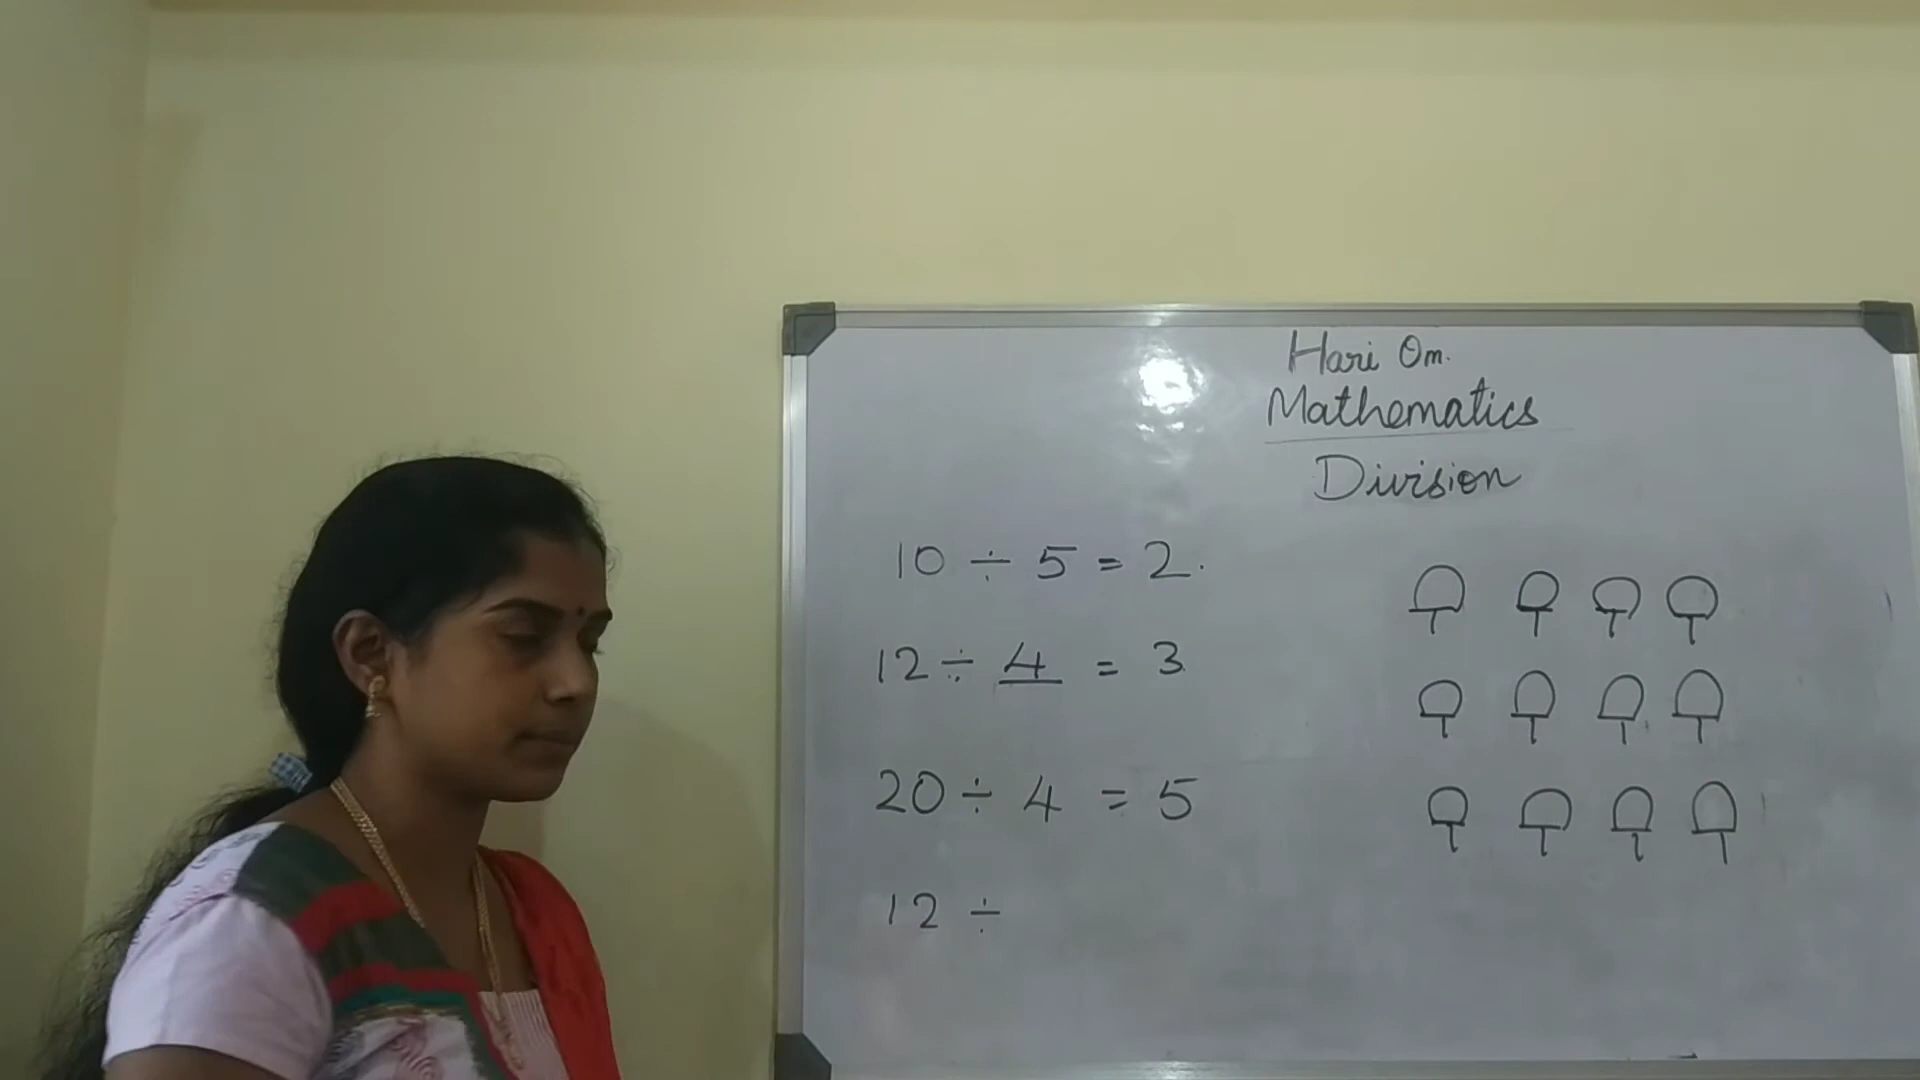 Hari Om.
Mathematics
Division
10 ÷ 5 = 2.
12 ÷ 4 = 3
20 ÷ 4 = 5
12 ÷